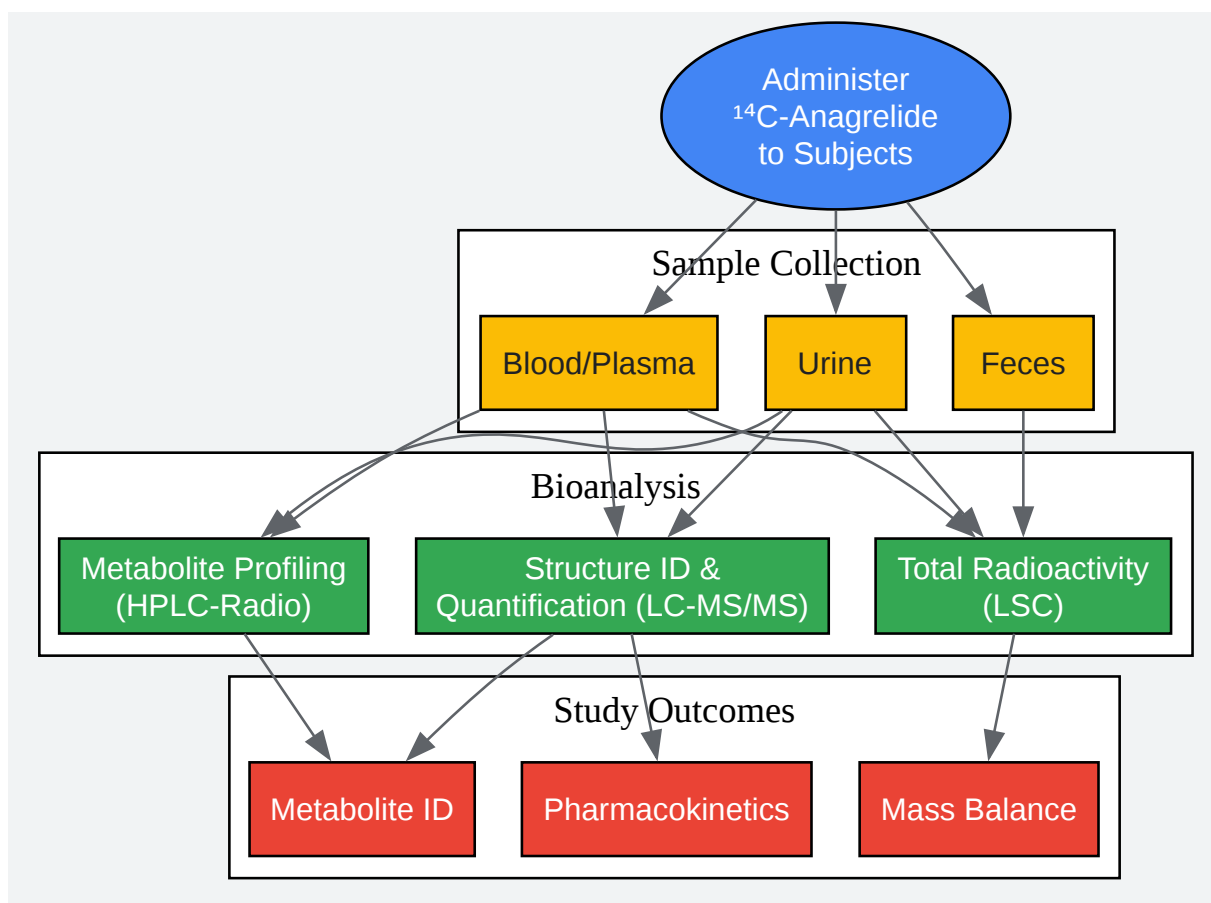 Administer
¹⁴C-Anagrelide
to Subjects
Sample Collection
Blood/Plasma
Urine
Feces
Bioanalysis
Metabolite Profiling
(HPLC-Radio)
Structure ID &
Quantification (LC-MS/MS)
Total Radioactivity
(LSC)
Study Outcomes
Metabolite ID
Pharmacokinetics
Mass Balance